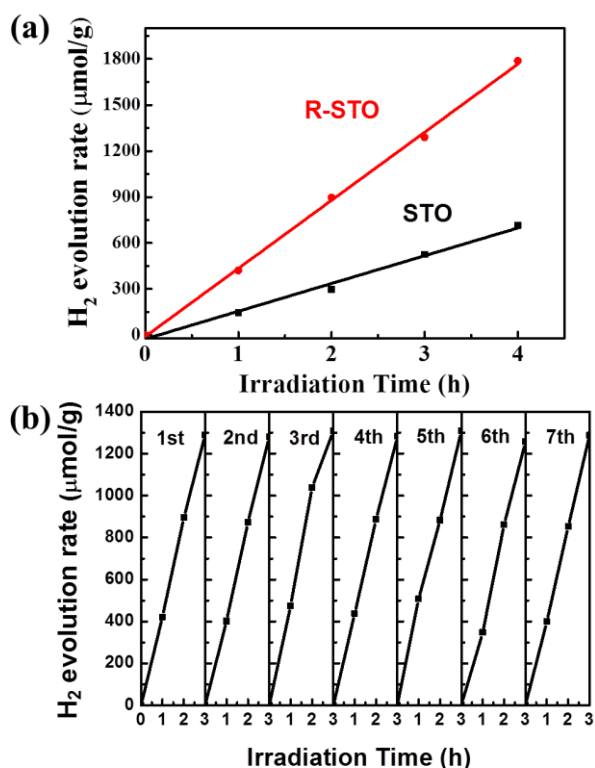 (a)
H₂ evolution rate (μmol/g)
1800
1500
1200
900
600
300
0
R-STO
STO
0 1 2 3 4
Irradiation Time (h)
(b)
H₂ evolution rate (μmol/g)
1400
1200
1000
800
600
400
200
0
1st 2nd 3rd 4th 5th 6th 7th
0 1 2 3 1 2 3 1 2 3 1 2 3 1 2 3 1 2 3 1 2 3
Irradiation Time (h)